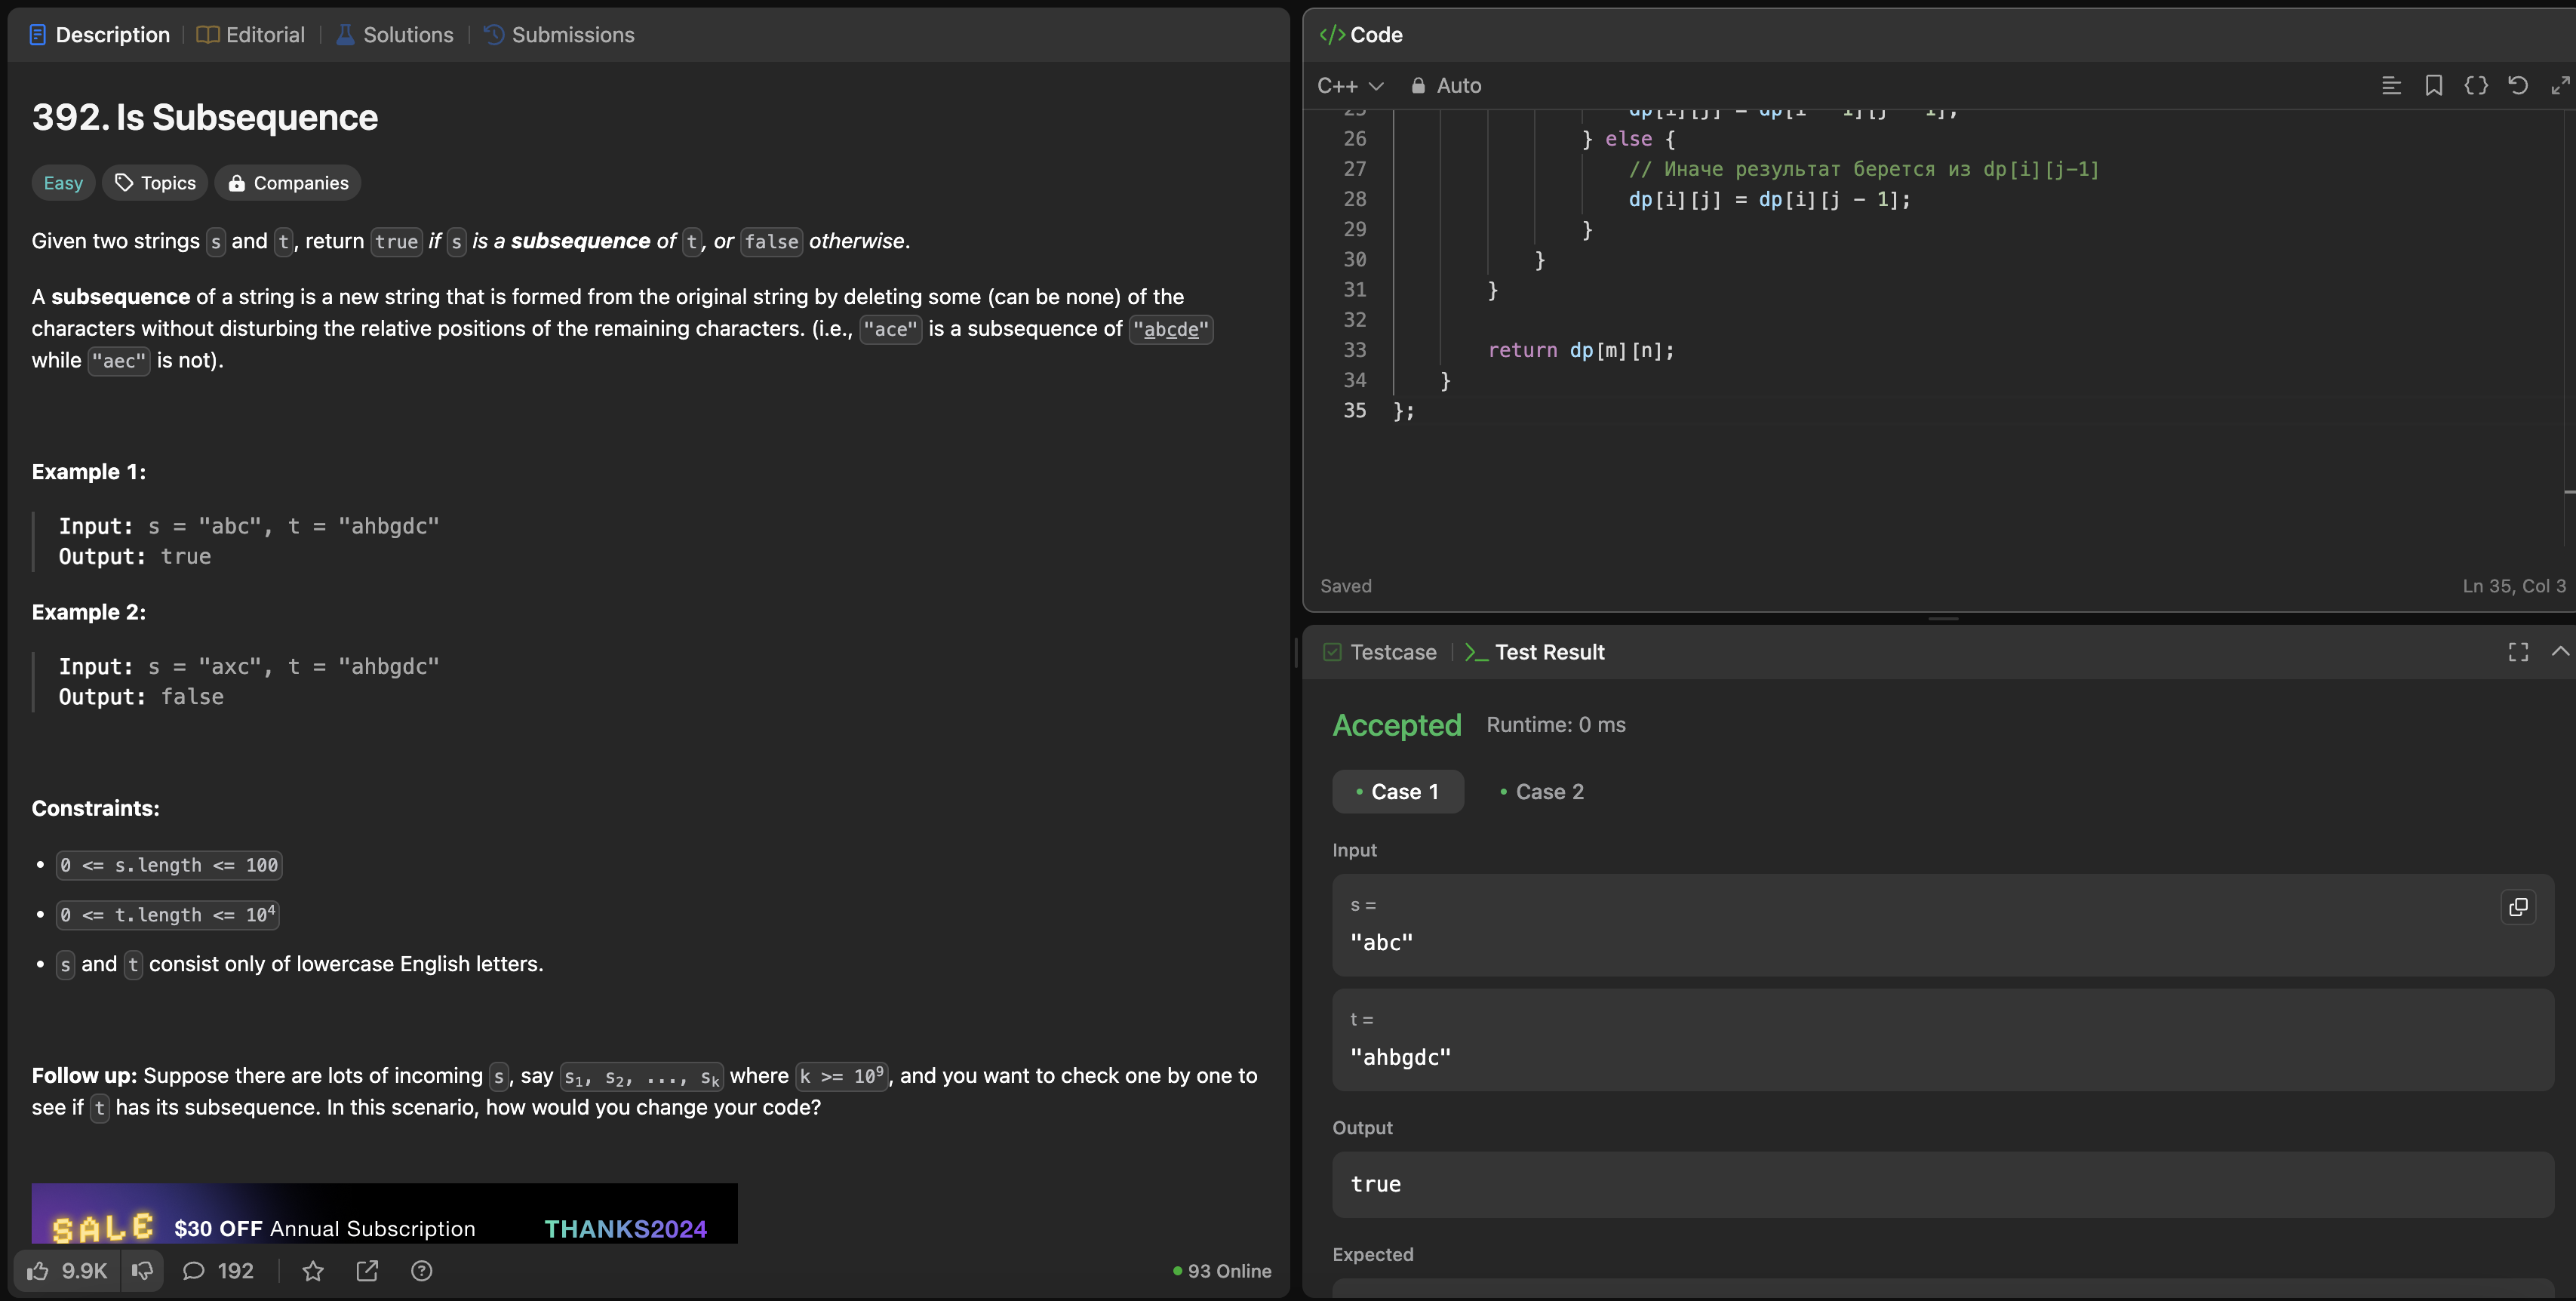 Description
Editorial
Solutions
Submissions
392. Is Subsequence
Easy
Topics
Companies
Given two strings s and t, return true if s is a subsequence of t, or false otherwise.
A subsequence of a string is a new string that is formed from the original string by deleting some (can be none) of the
characters without disturbing the relative positions of the remaining characters. (i.e., "ace" is a subsequence of "abcde"
while "aec" is not).
Example 1:
Input: s = "abc", t = "ahbgdc"
Output: true
Example 2:
Input: s = "axc", t = "ahbgdc"
Output: false
Constraints:
• 0 <= s.length <= 100
• 0 <= t.length <= 10⁴
• s and t consist only of lowercase English letters.
Follow up: Suppose there are lots of incoming s, say s₁, s₂, ..., sₖ where k >= 10⁹, and you want to check one by one to
see if t has its subsequence. In this scenario, how would you change your code?
SALE $30 OFF Annual Subscription THANKS2024
9.9K
192
93 Online
</> Code
C++
Auto
25 dp[i][j] = dp[i - 1][j - 1];
26 } else {
27 // Иначе результат берется из dp[i][j-1]
28 dp[i][j] = dp[i][j - 1];
29 }
30 }
31 }
32
33 return dp[m][n];
34 }
35 };
Saved
Ln 35, Col 3
Testcase
>_ Test Result
Accepted
Runtime: 0 ms
• Case 1
• Case 2
Input
s =
"abc"
t =
"ahbgdc"
Output
true
Expected